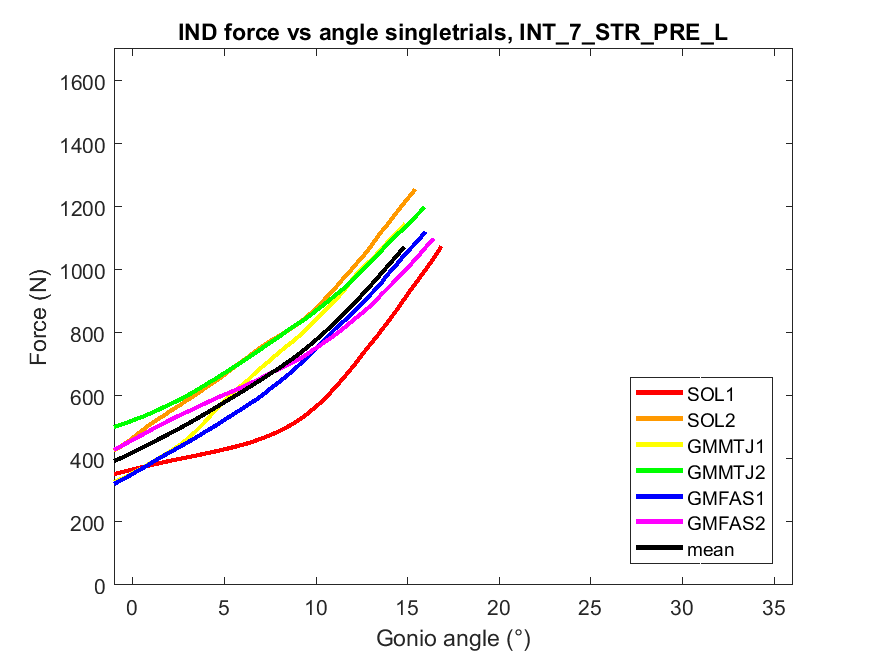 IND force vs angle singletrials, INT_7_STR_PRE_L
1600
1400
1200
1000
800
600
400
200
0
Force (N)
0 5 10 15 20 25 30 35
Gonio angle (°)
SOL1
SOL2
GMMTJ1
GMMTJ2
GMFAS1
GMFAS2
mean